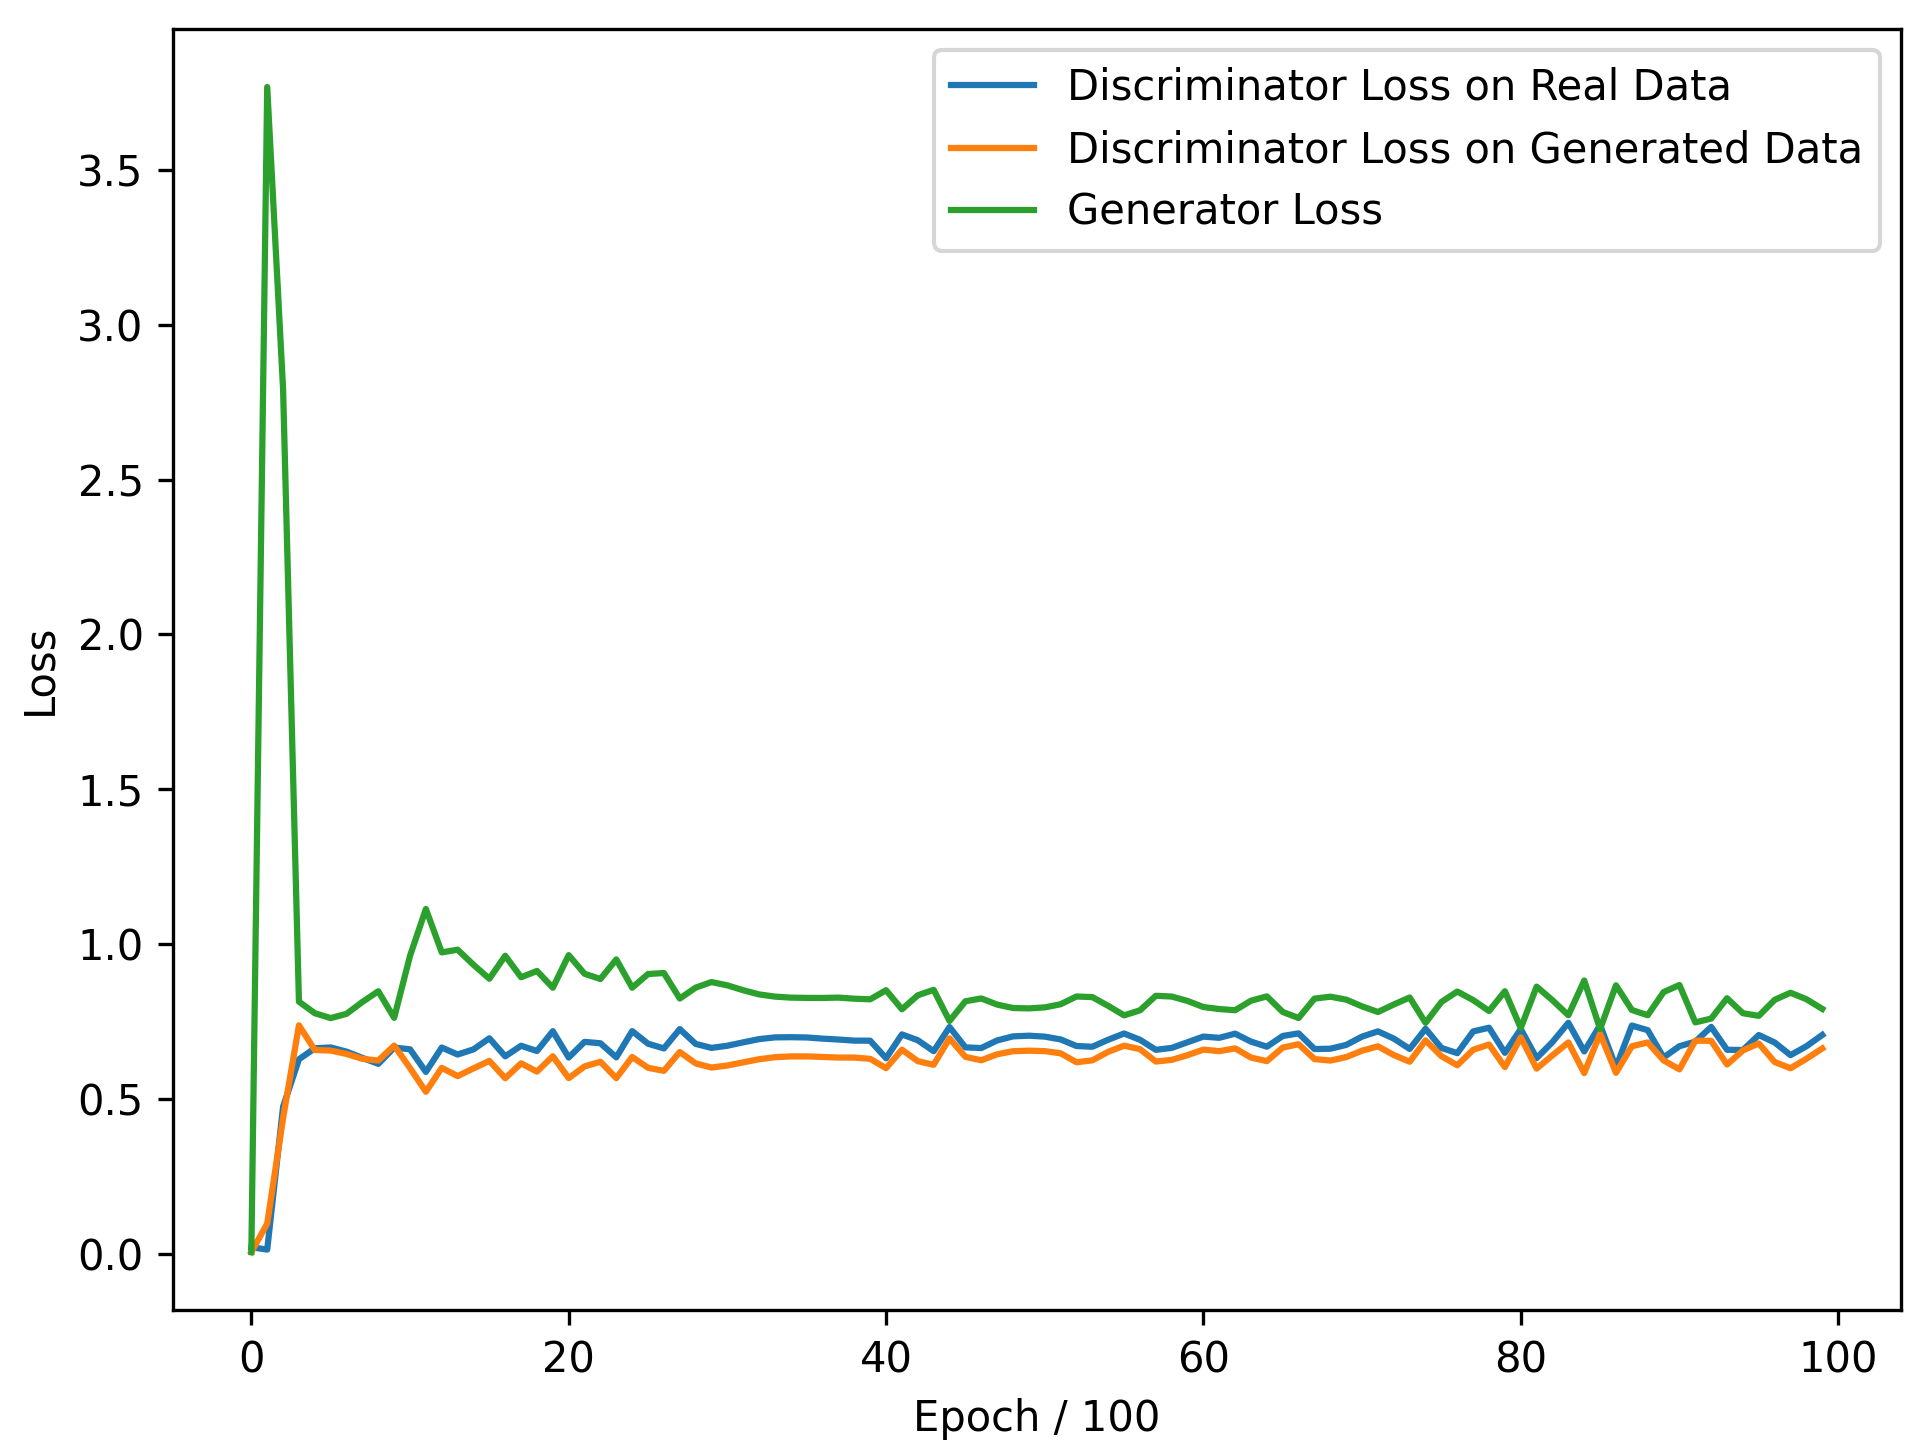 Discriminator Loss on Real Data
Discriminator Loss on Generated Data
Generator Loss
3.5
3.0
2.5
2.0
1.5
1.0
0.5
0.0
Loss
0 20 40 60 80 100
Epoch / 100